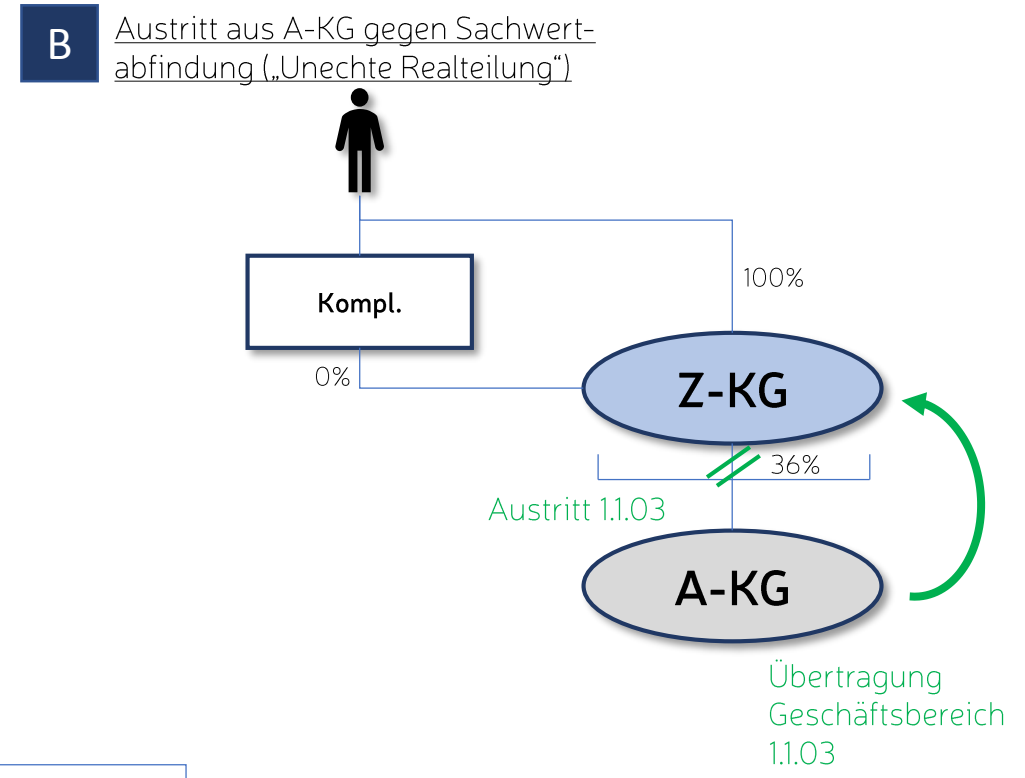 B
Austritt aus A-KG gegen Sachwert-
abfindung („Unechte Realteilung“)
100%
Kompl.
0%
Z-KG
36%
Austritt 1.1.03
A-KG
Übertragung
Geschäftsbereich
1.1.03